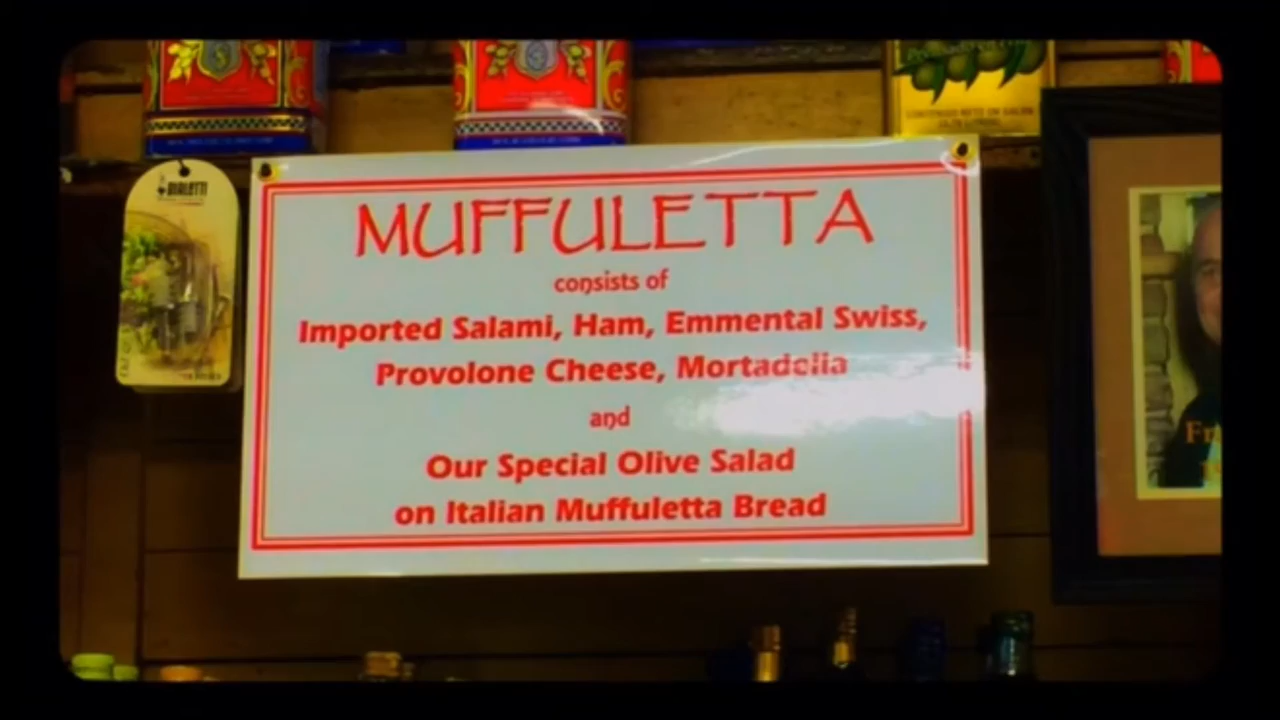 BIALETTI
MUFFULETTA
consists of
Imported Salami, Ham, Emmental Swiss,
Provolone Cheese, Mortadella
and
Our Special Olive Salad
on Italian Muffuletta Bread